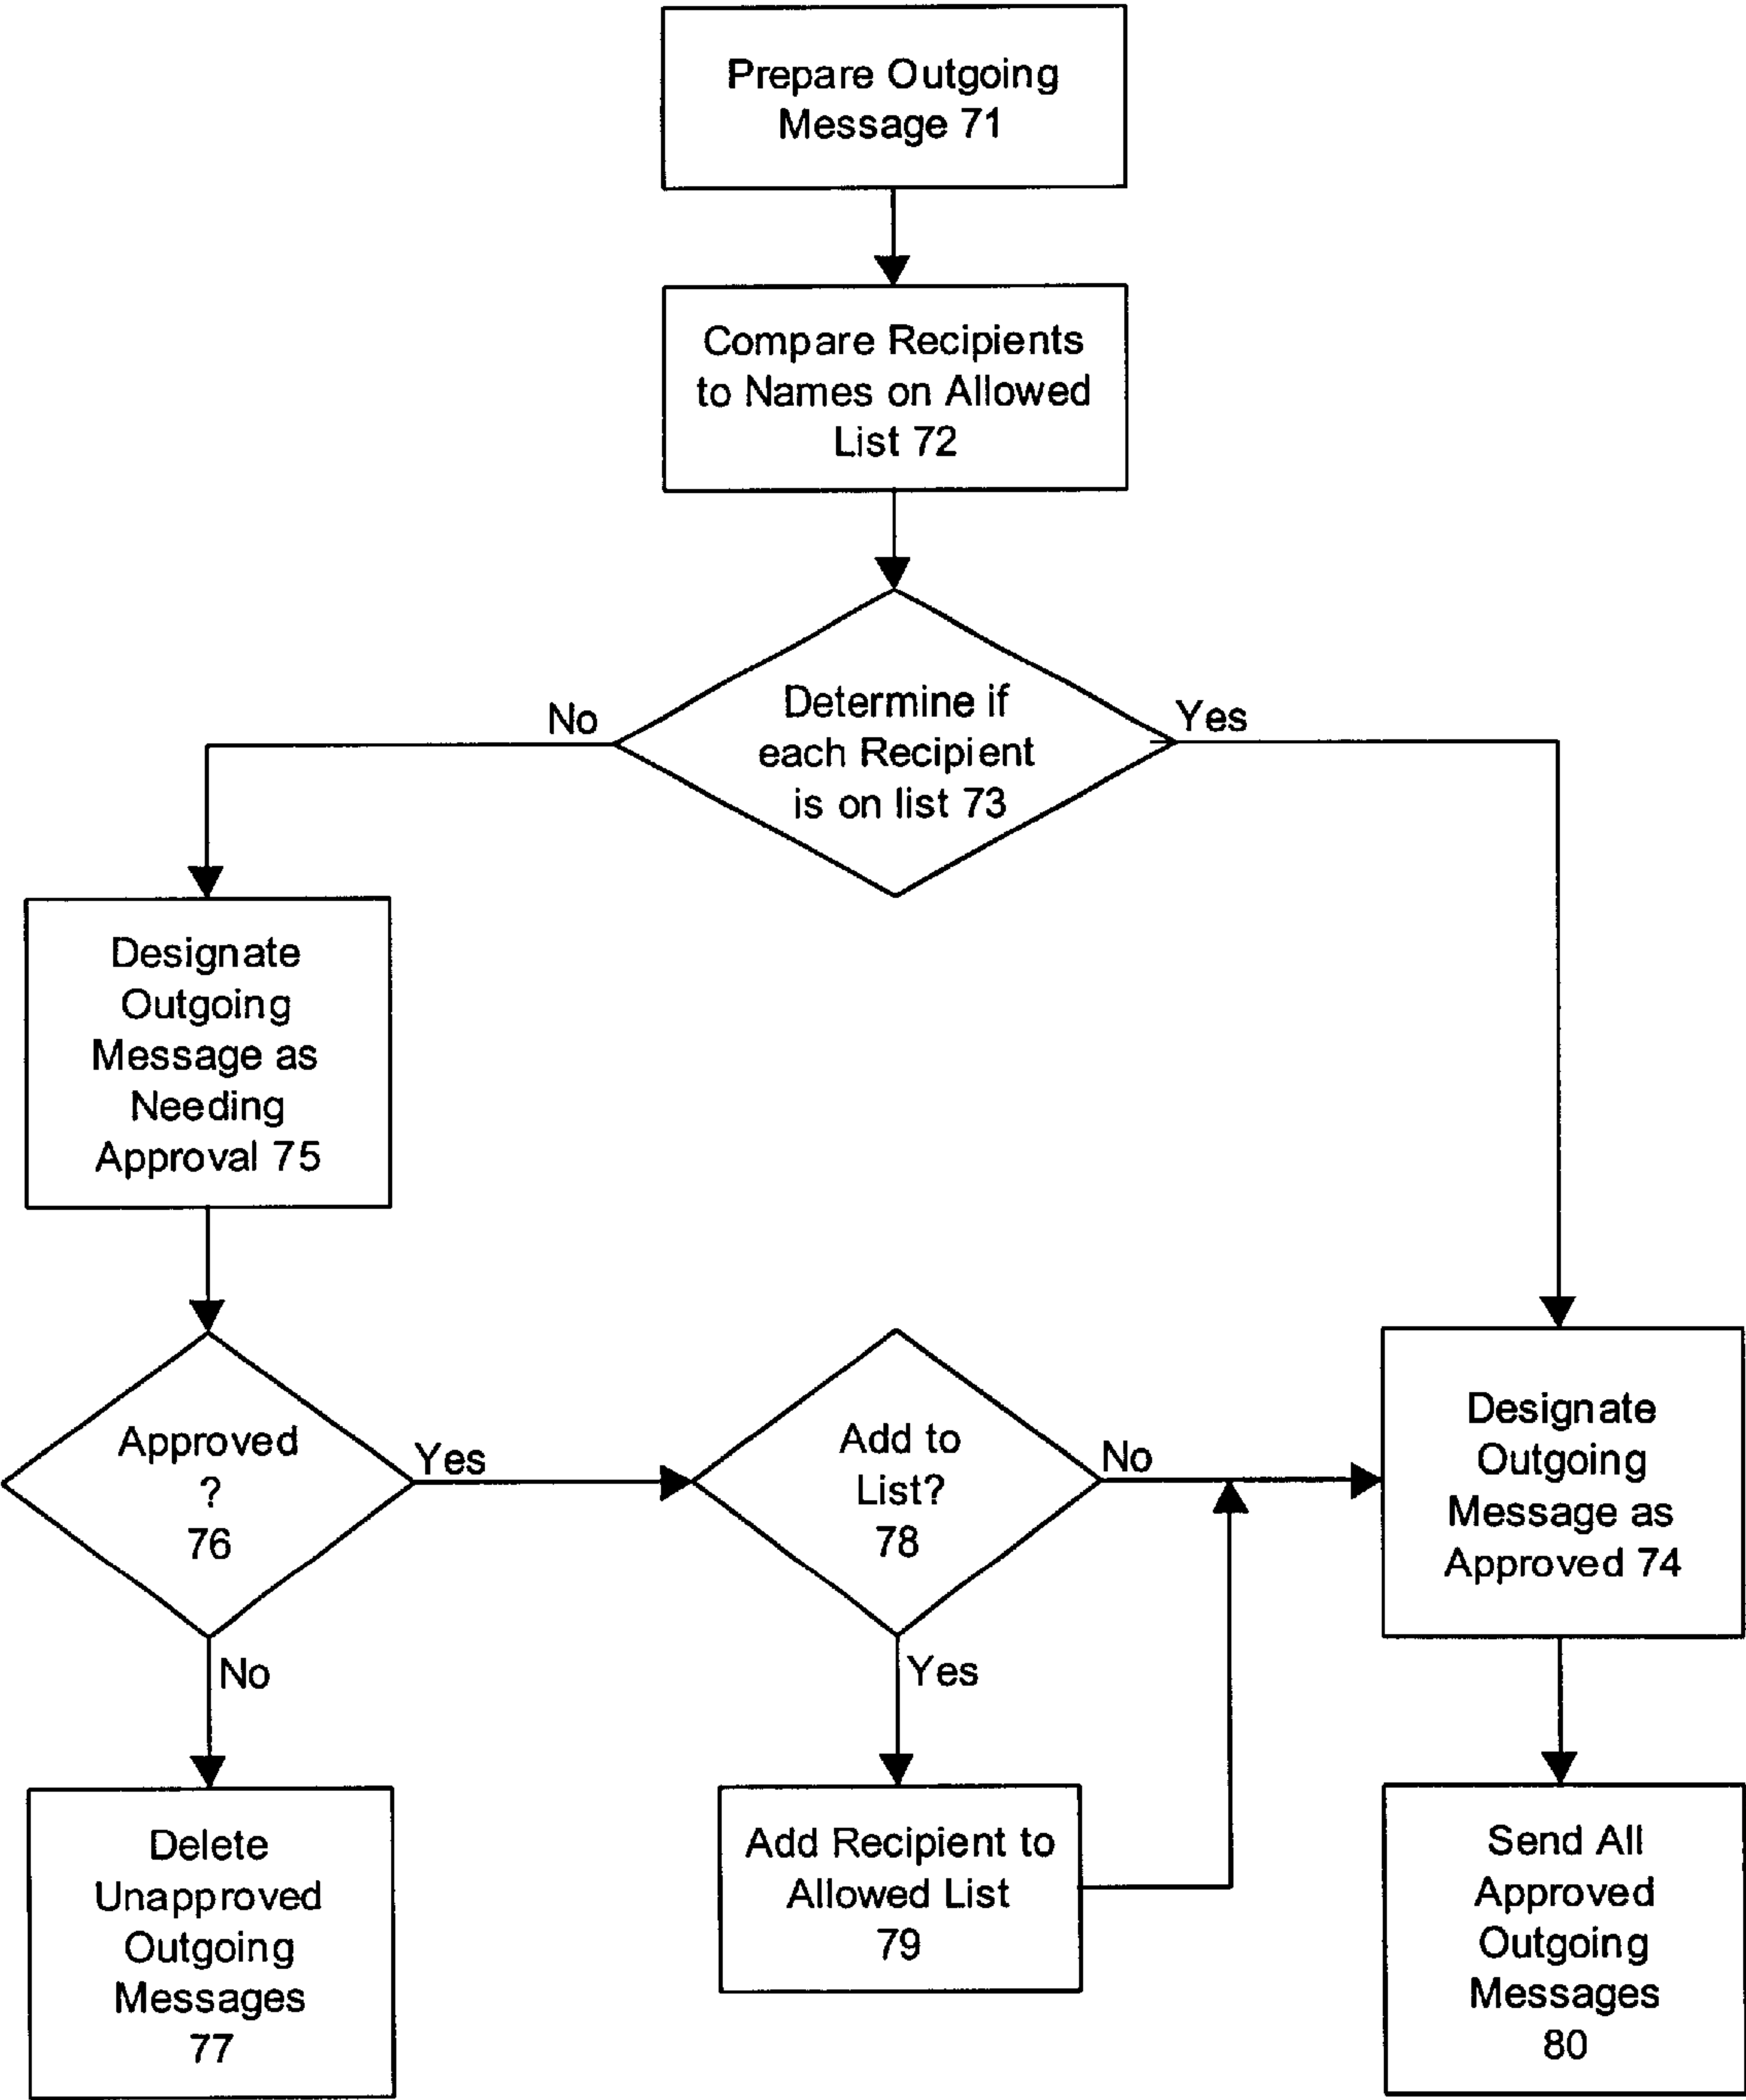 Prepare Outgoing
Message 71
Compare Recipients
to Names on Allowed
List 72
Determine if
each Recipient
is on list 73
No
Yes
Designate
Outgoing
Message as
Needing
Approval 75
Approved
?
76
Yes
No
Add to
List?
78
No
Yes
Designate
Outgoing
Message as
Approved 74
Delete
Unapproved
Outgoing
Messages
77
Add Recipient to
Allowed List
79
Send All
Approved
Outgoing
Messages
80